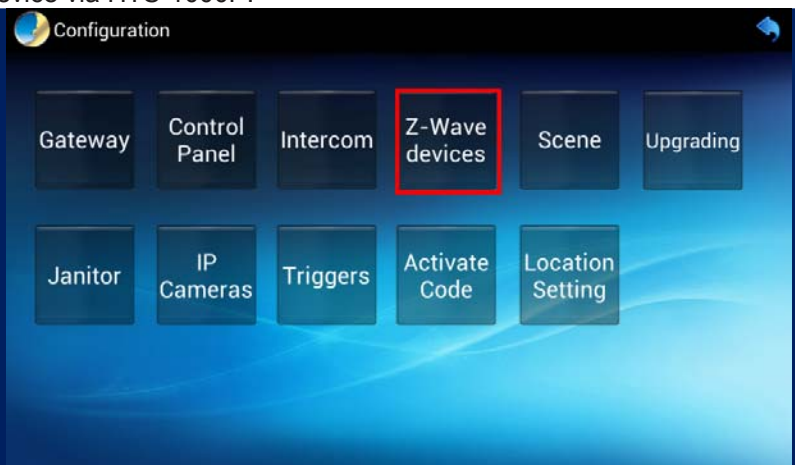 Configuration
Gateway
Control
Panel
Intercom
Z-Wave
devices
Scene
Upgrading
Janitor
IP
Cameras
Triggers
Activate
Code
Location
Setting